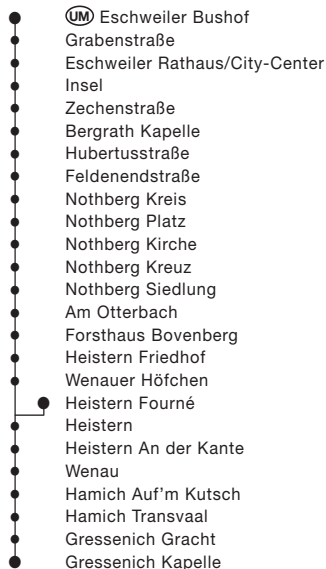 UM Eschweiler Bushof
Grabenstraße
Eschweiler Rathaus/City-Center
Insel
Zechenstraße
Bergrath Kapelle
Hubertusstraße
Feldenendstraße
Nothberg Kreis
Nothberg Platz
Nothberg Kirche
Nothberg Kreuz
Nothberg Siedlung
Am Otterbach
Forsthaus Bovenberg
Heistern Friedhof
Wenauer Höfchen
Heistern Fourné
Heistern
Heistern An der Kante
Wenau
Hamich Auf'm Kutsch
Hamich Transvaal
Gressenich Gracht
Gressenich Kapelle